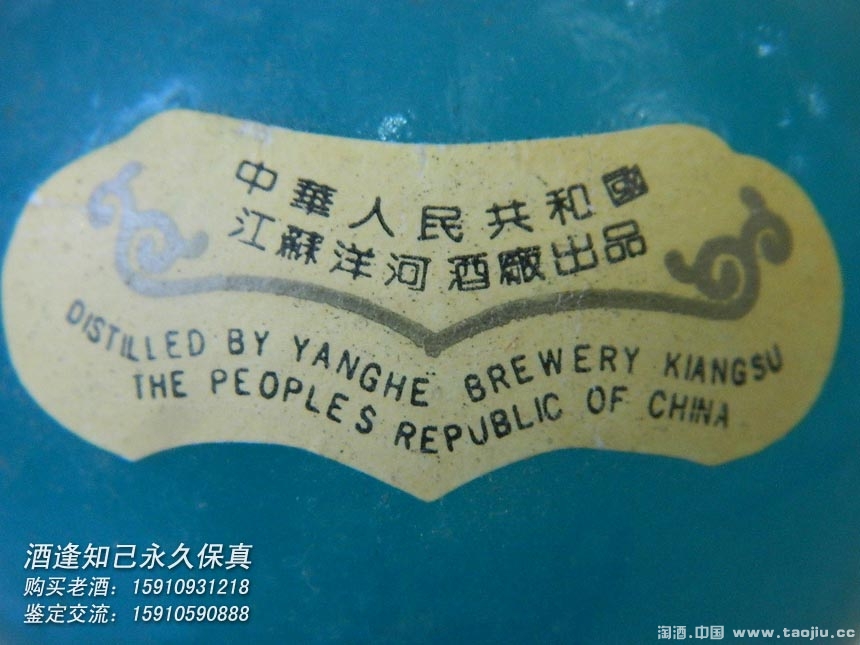 中華人民共和國
江蘇洋河酒廠出品
DISTILLED BY YANGHE BREWERY KIANGSU
THE PEOPLES REPUBLIC OF CHINA
酒逢知己永久保真
购买老酒：15910931218
鉴定交流：15910590888
淘酒.中国 www.taojiu.cc